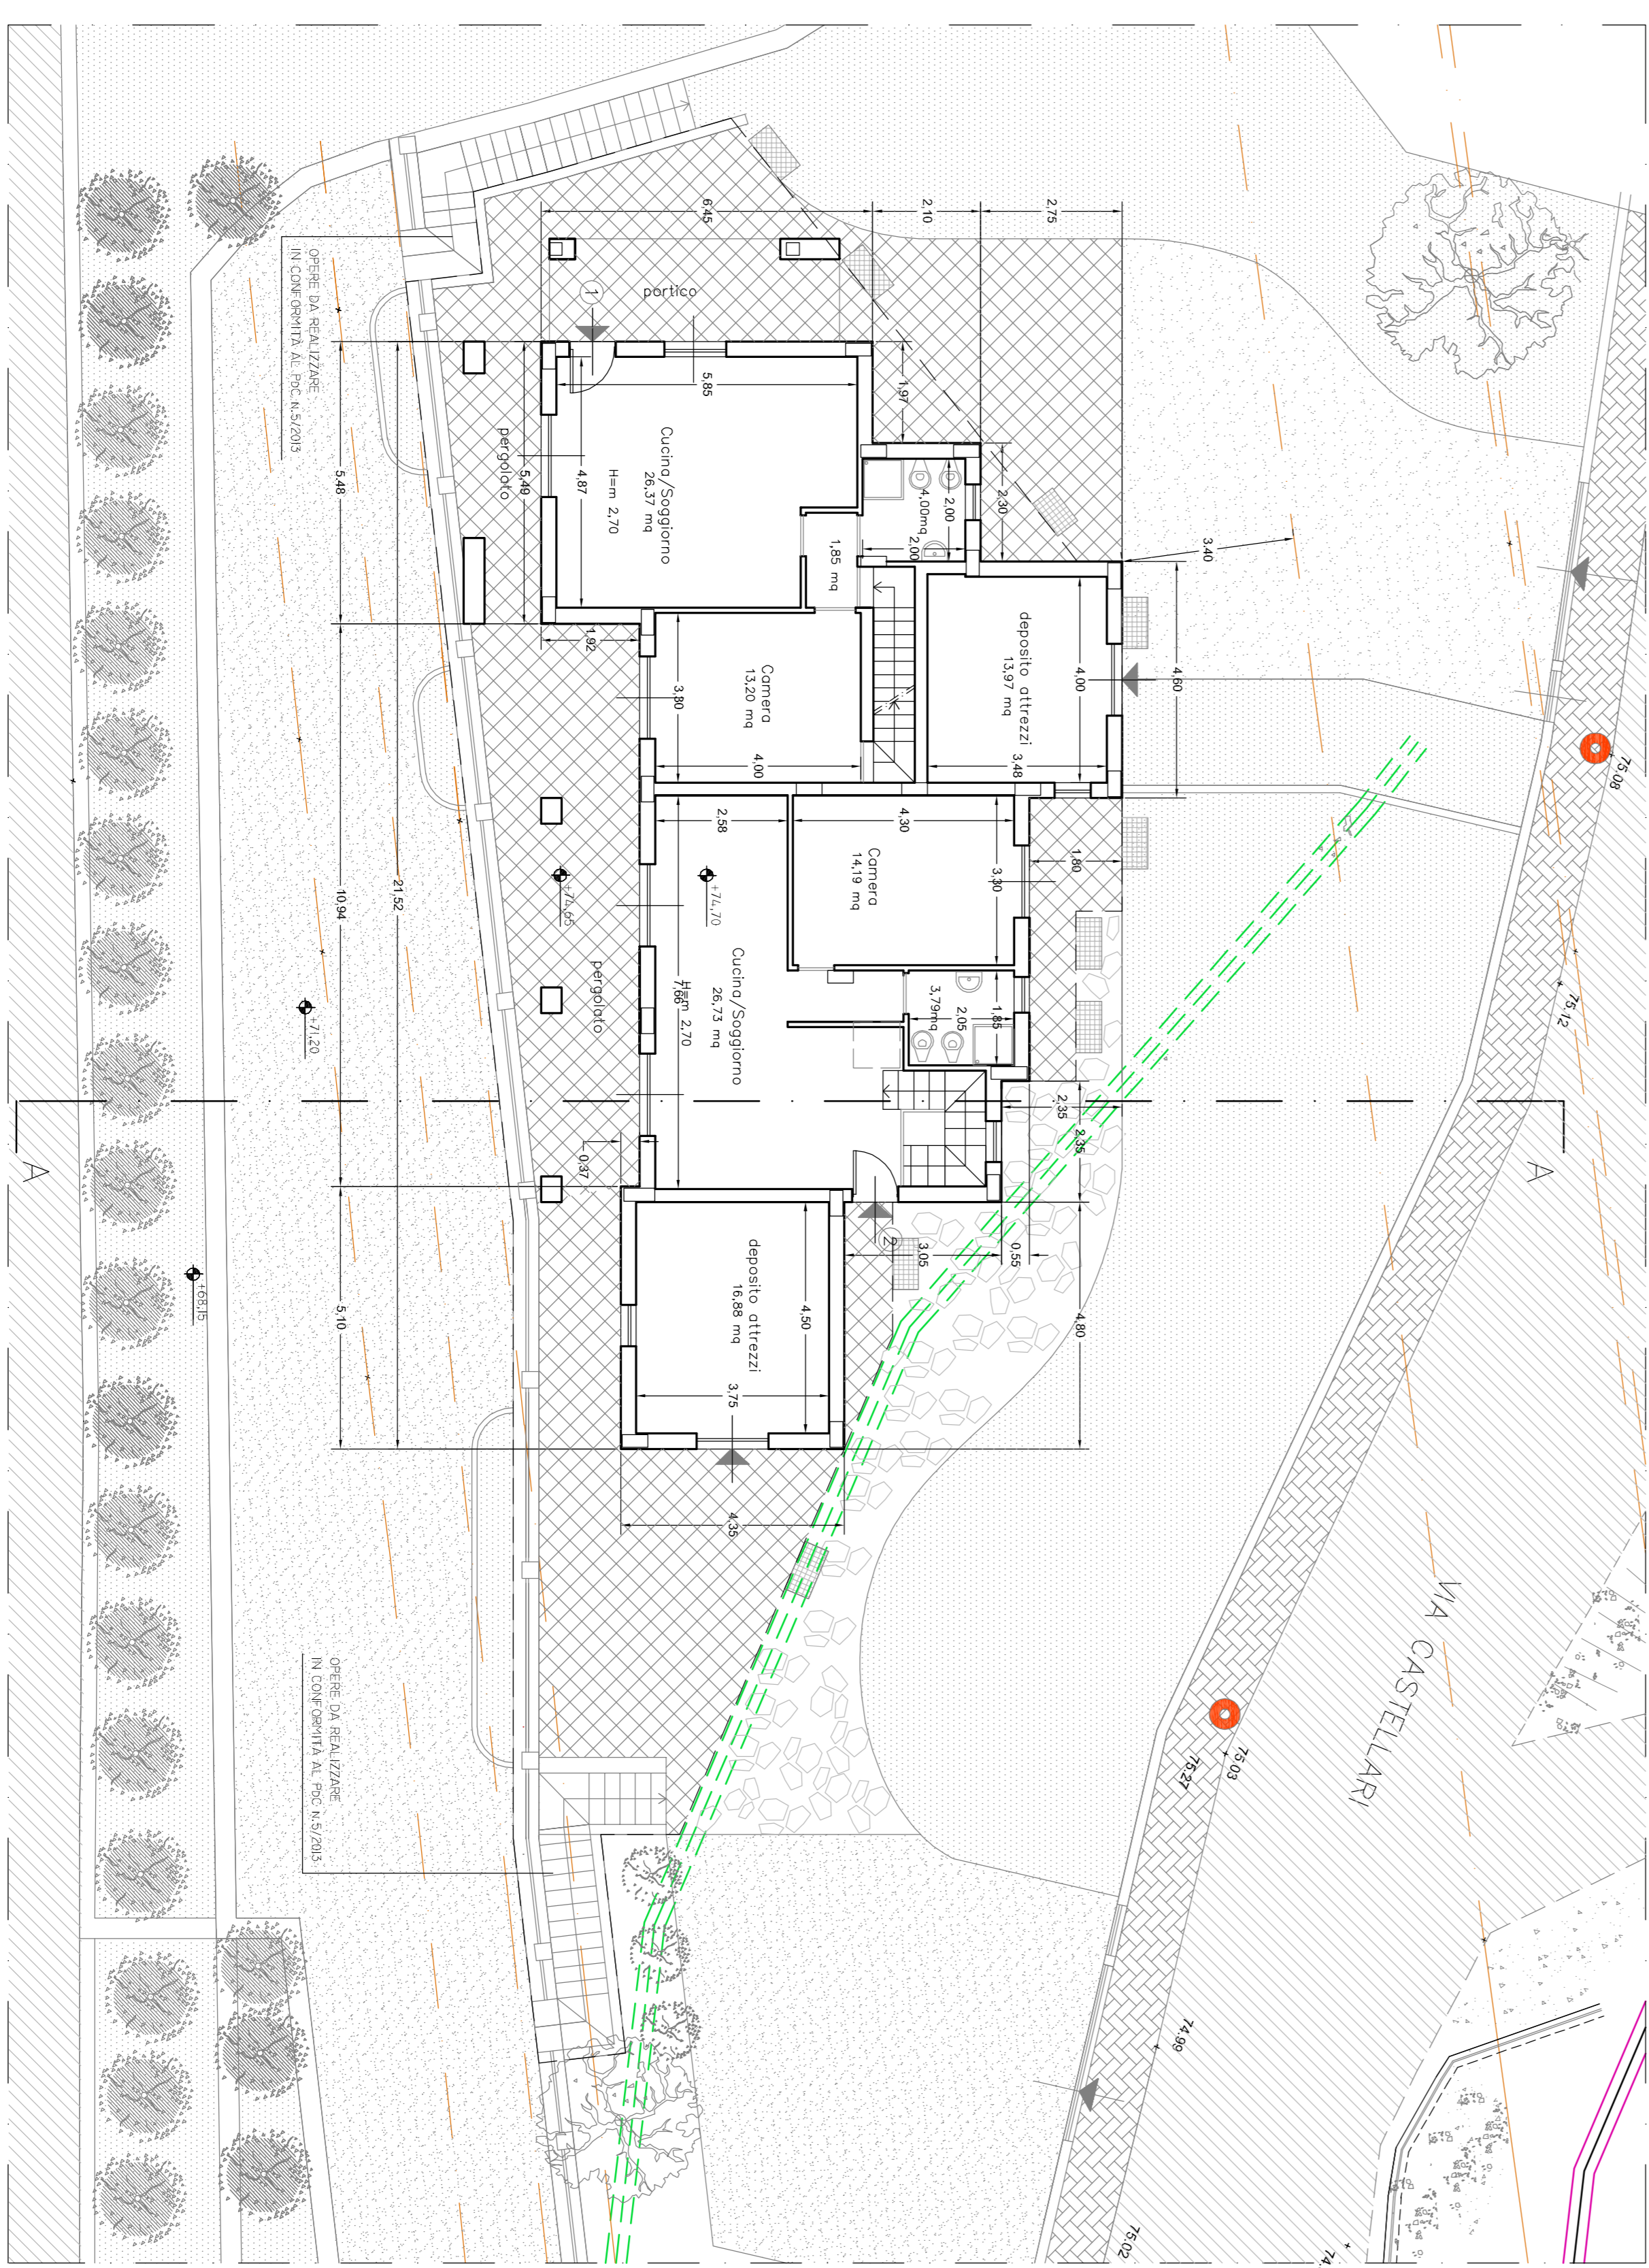 OPERE DA REALIZZARE
IN CONFORMITÀ AL PDC N.5/2013
portico
1
pergolato
Cucina/Soggiorno
26,37 mq
H=m 2,70
6,45
2,10
2,75
5,85
4,87
5,49
5,48
1,97
2,30
4,00mq
2,00
2,00
1,85 mq
3.40
deposito attrezzi
13,97 mq
4,00
3,48
4,60
Camera
13,20 mq
3,80
4,00
1,92
Camera
14,19 mq
4,30
3,30
1,80
2,58
+74,70
+74,65
+71,20
+68,15
Cucina/Soggiorno
26,73 mq
H=m 2,70
7,66
pergolato
3,79mq
2,05
1,85
10,94
21,52
5,10
0,37
2,35
2,35
2
3,05
0,55
4,80
deposito attrezzi
16,88 mq
4,50
3,75
4,35
OPERE DA REALIZZARE
IN CONFORMITÀ AL PDC N.5/2013
A
A
VIA CASTELLARI
75.08
75.12
75.03
75.27
74.99
75.02